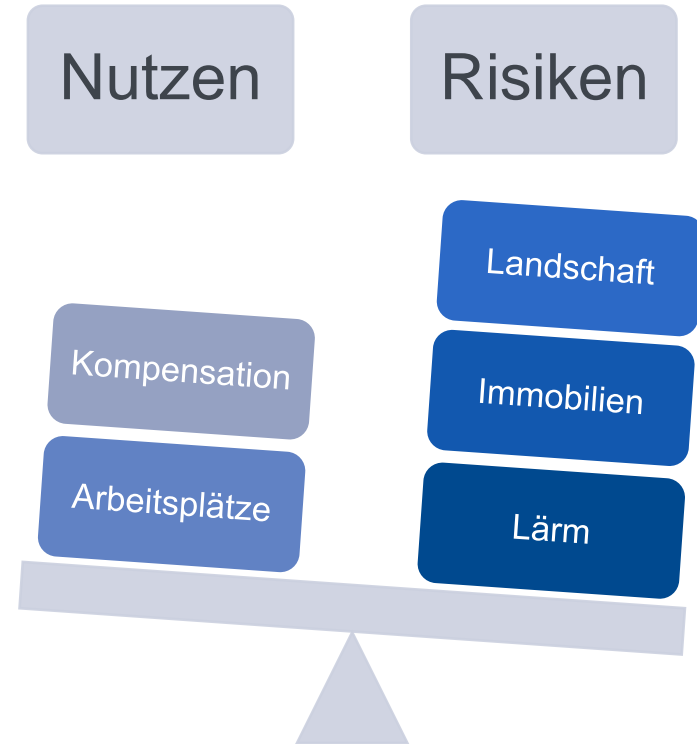 Nutzen
Risiken
Kompensation
Arbeitsplätze
Landschaft
Immobilien
Lärm